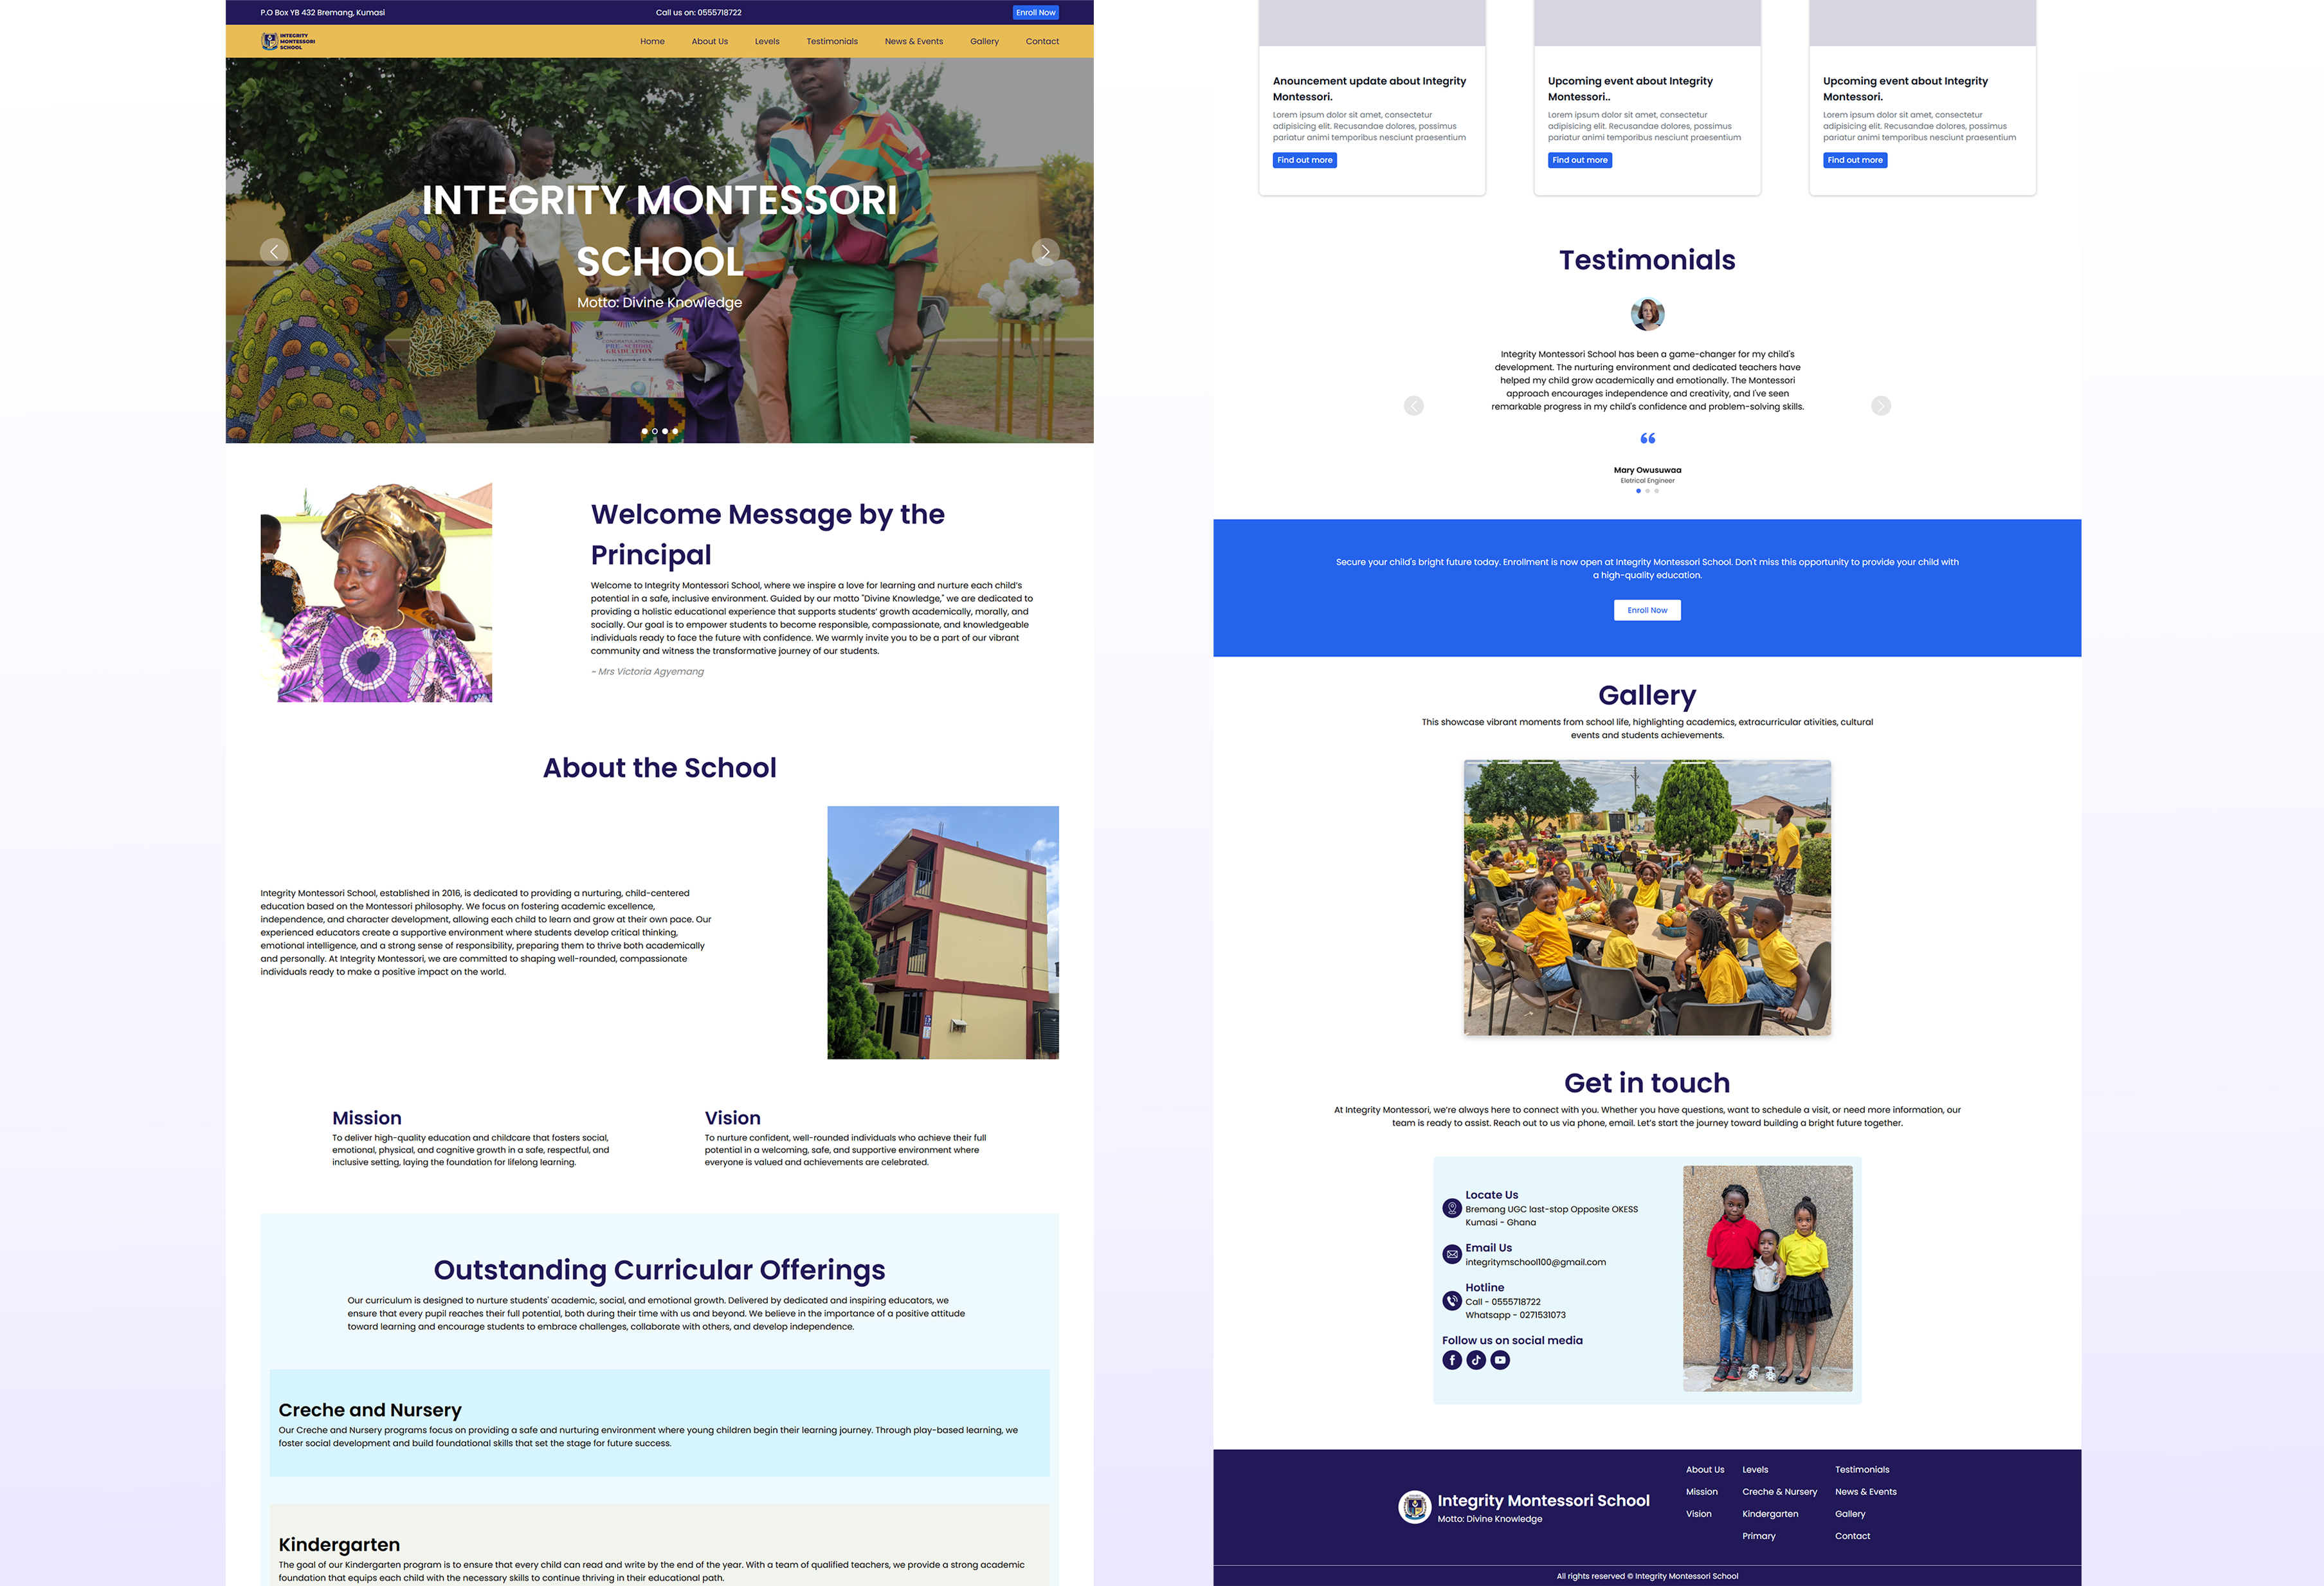 P.O Box YB 432 Bremang, Kumasi
Call us on: 0555718722
Enroll Now
INTEGRITY
MONTESSORI
SCHOOL
Home
About Us
Levels
Testimonials
News & Events
Gallery
Contact
INTEGRITY MONTESSORI
SCHOOL
Motto: Divine Knowledge
CONGRATULATIONS
PRE-SCHOOL
GRADUATION
Welcome Message by the
Principal
Welcome to Integrity Montessori School, where we inspire a love for learning and nurture each child's
potential in a safe, inclusive environment. Guided by our motto "Divine Knowledge," we are dedicated to
providing a holistic educational experience that supports students' growth academically, morally, and
socially. Our goal is to empower students to become responsible, compassionate, and knowledgeable
individuals ready to face the future with confidence. We warmly invite you to be a part of our vibrant
community and witness the transformative journey of our students.
~ Mrs Victoria Agyemang
About the School
Integrity Montessori School, established in 2016, is dedicated to providing a nurturing, child-centered
education based on the Montessori philosophy. We focus on fostering academic excellence,
independence, and character development, allowing each child to learn and grow at their own pace. Our
experienced educators create a supportive environment where students develop critical thinking,
emotional intelligence, and a strong sense of responsibility, preparing them to thrive both academically
and personally. At Integrity Montessori, we are committed to shaping well-rounded, compassionate
individuals ready to make a positive impact on the world.
Mission
To deliver high-quality education and childcare that fosters social,
emotional, physical, and cognitive growth in a safe, respectful, and
inclusive setting, laying the foundation for lifelong learning.
Vision
To nurture confident, well-rounded individuals who achieve their full
potential in a welcoming, safe, and supportive environment where
everyone is valued and achievements are celebrated.
Outstanding Curricular Offerings
Our curriculum is designed to nurture students' academic, social, and emotional growth. Delivered by dedicated and inspiring educators, we
ensure that every pupil reaches their full potential, both during their time with us and beyond. We believe in the importance of a positive attitude
toward learning and encourage students to embrace challenges, collaborate with others, and develop independence.
Creche and Nursery
Our Creche and Nursery programs focus on providing a safe and nurturing environment where young children begin their learning journey. Through play-based learning, we
foster social development and build foundational skills that set the stage for future success.
Kindergarten
The goal of our Kindergarten program is to ensure that every child can read and write by the end of the year. With a team of qualified teachers, we provide a strong academic
foundation that equips each child with the necessary skills to continue thriving in their educational path.
Anouncement update about Integrity
Montessori.
Lorem ipsum dolor sit amet, consectetur
adipisicing elit. Recusandae dolores, possimus
pariatur animi temporibus nesciunt praesentium
Find out more
Upcoming event about Integrity
Montessori..
Lorem ipsum dolor sit amet, consectetur
adipisicing elit. Recusandae dolores, possimus
pariatur animi temporibus nesciunt praesentium
Find out more
Upcoming event about Integrity
Montessori.
Lorem ipsum dolor sit amet, consectetur
adipisicing elit. Recusandae dolores, possimus
pariatur animi temporibus nesciunt praesentium
Find out more
Testimonials
Integrity Montessori School has been a game-changer for my child's
development. The nurturing environment and dedicated teachers have
helped my child grow academically and emotionally. The Montessori
approach encourages independence and creativity, and I've seen
remarkable progress in my child's confidence and problem-solving skills.
Mary Owusuwaa
Eletrical Engineer
Secure your child's bright future today. Enrollment is now open at Integrity Montessori School. Don't miss this opportunity to provide your child with
a high-quality education.
Enroll Now
Gallery
This showcase vibrant moments from school life, highlighting academics, extracurricular ativities, cultural
events and students achievements.
Get in touch
At Integrity Montessori, we're always here to connect with you. Whether you have questions, want to schedule a visit, or need more information, our
team is ready to assist. Reach out to us via phone, email. Let's start the journey toward building a bright future together.
Locate Us
Bremang UGC last-stop Opposite OKESS
Kumasi - Ghana
Email Us
integritymschool100@gmail.com
Hotline
Call - 0555718722
Whatsapp - 0271531073
Follow us on social media
Integrity Montessori School
Motto: Divine Knowledge
About Us
Mission
Vision
Levels
Creche & Nursery
Kindergarten
Primary
Testimonials
News & Events
Gallery
Contact
All rights reserved © Integrity Montessori School